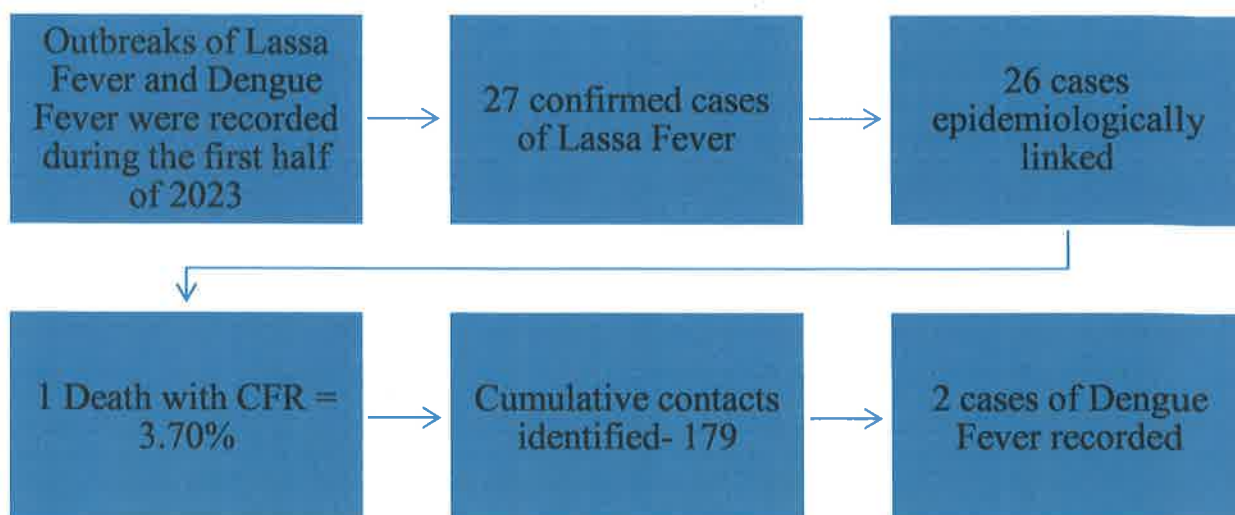 Outbreaks of Lassa
Fever and Dengue
Fever were recorded
during the first half
of 2023
27 confirmed cases
of Lassa Fever
26 cases
epidemiologically
linked
1 Death with CFR =
3.70%
Cumulative contacts
identified- 179
2 cases of Dengue
Fever recorded